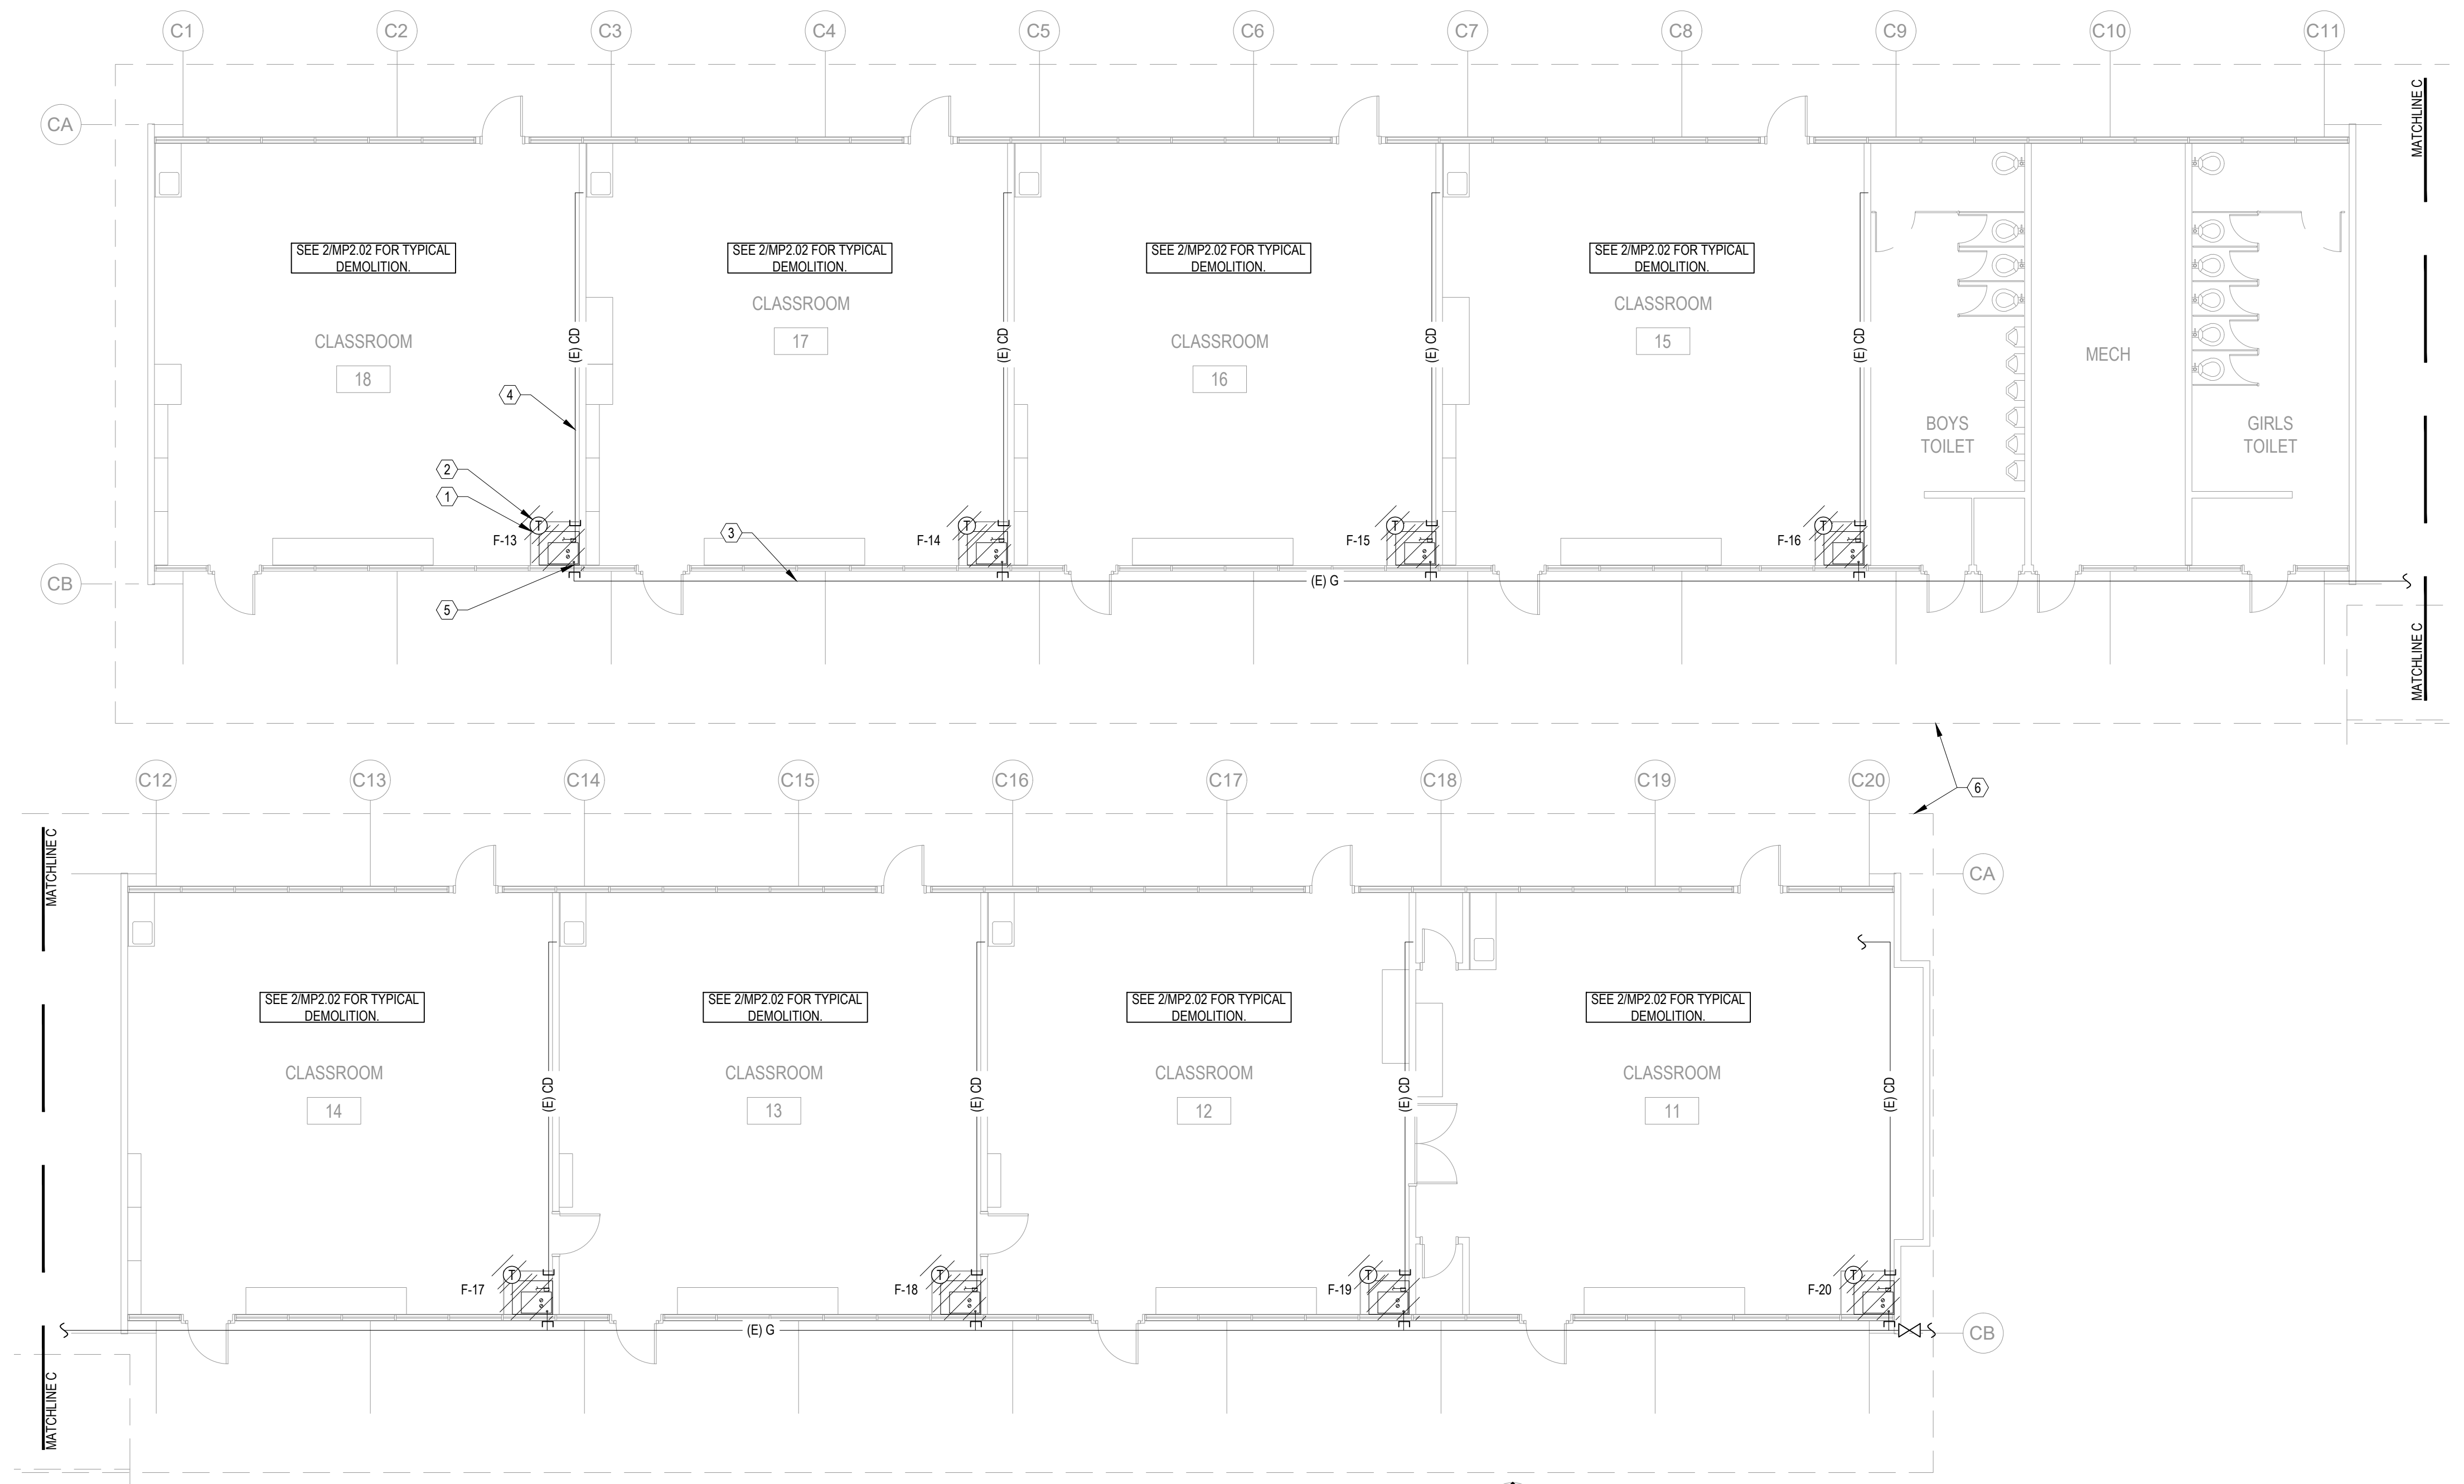 C1 C2 C3 C4 C5 C6 C7 C8 C9 C10 C11
MATCHLINE C
CA
SEE 2/MP2.02 FOR TYPICAL
DEMOLITION.
SEE 2/MP2.02 FOR TYPICAL
DEMOLITION.
SEE 2/MP2.02 FOR TYPICAL
DEMOLITION.
SEE 2/MP2.02 FOR TYPICAL
DEMOLITION.
CLASSROOM
18
CLASSROOM
17
CLASSROOM
16
CLASSROOM
15
(E) CD
(E) CD
(E) CD
(E) CD
MECH
BOYS
TOILET
GIRLS
TOILET
4
2
1
3
5
T
T
T
T
F-13
F-14
F-15
F-16
CB
(E) G
MATCHLINE C
6
C12 C13 C14 C15 C16 C17 C18 C19 C20
MATCHLINE C
CA
SEE 2/MP2.02 FOR TYPICAL
DEMOLITION.
SEE 2/MP2.02 FOR TYPICAL
DEMOLITION.
SEE 2/MP2.02 FOR TYPICAL
DEMOLITION.
SEE 2/MP2.02 FOR TYPICAL
DEMOLITION.
CLASSROOM
14
CLASSROOM
13
CLASSROOM
12
CLASSROOM
11
(E) CD
(E) CD
(E) CD
(E) CD
T
T
T
T
F-17
F-18
F-19
F-20
(E) G
CB
MATCHLINE C